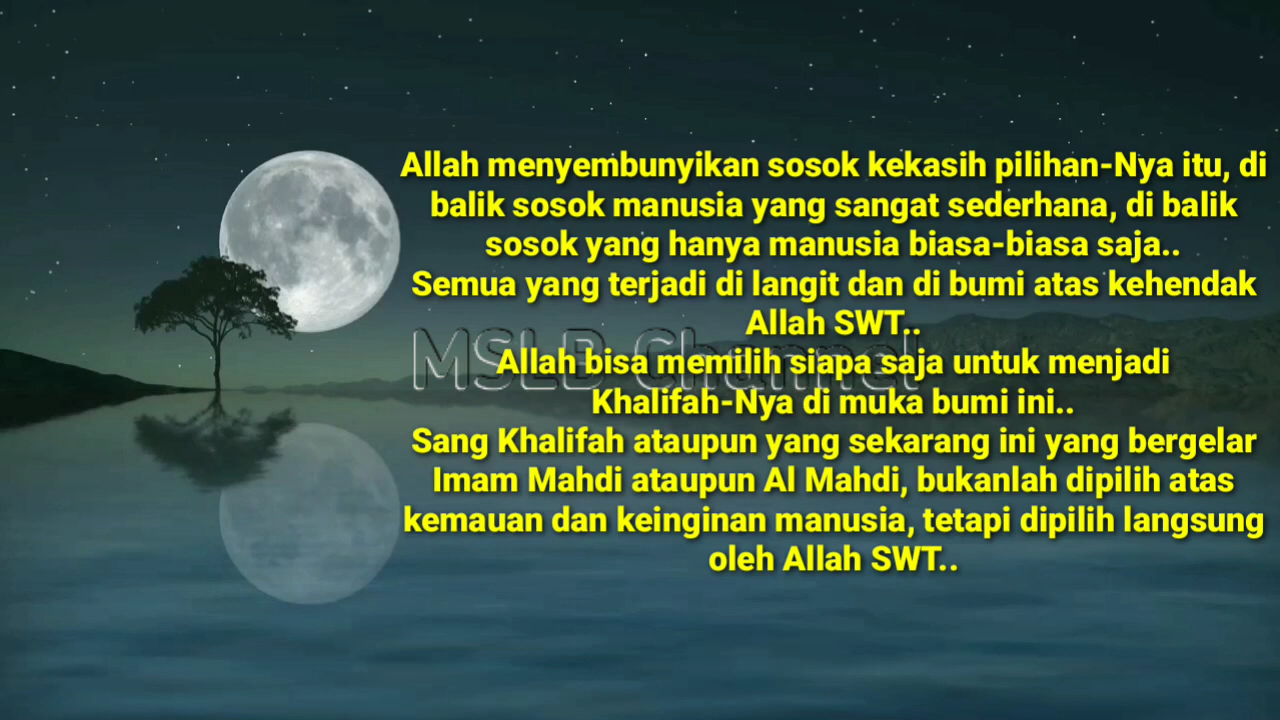 Allah menyembunyikan sosok kekasih pilihan-Nya itu, di
balik sosok manusia yang sangat sederhana, di balik
sosok yang hanya manusia biasa-biasa saja..
Semua yang terjadi di langit dan di bumi atas kehendak
Allah SWT..
MSLB Channel
Allah bisa memilih siapa saja untuk menjadi
Khalifah-Nya di muka bumi ini..
Sang Khalifah ataupun yang sekarang ini yang bergelar
Imam Mahdi ataupun Al Mahdi, bukanlah dipilih atas
kemauan dan keinginan manusia, tetapi dipilih langsung
oleh Allah SWT..